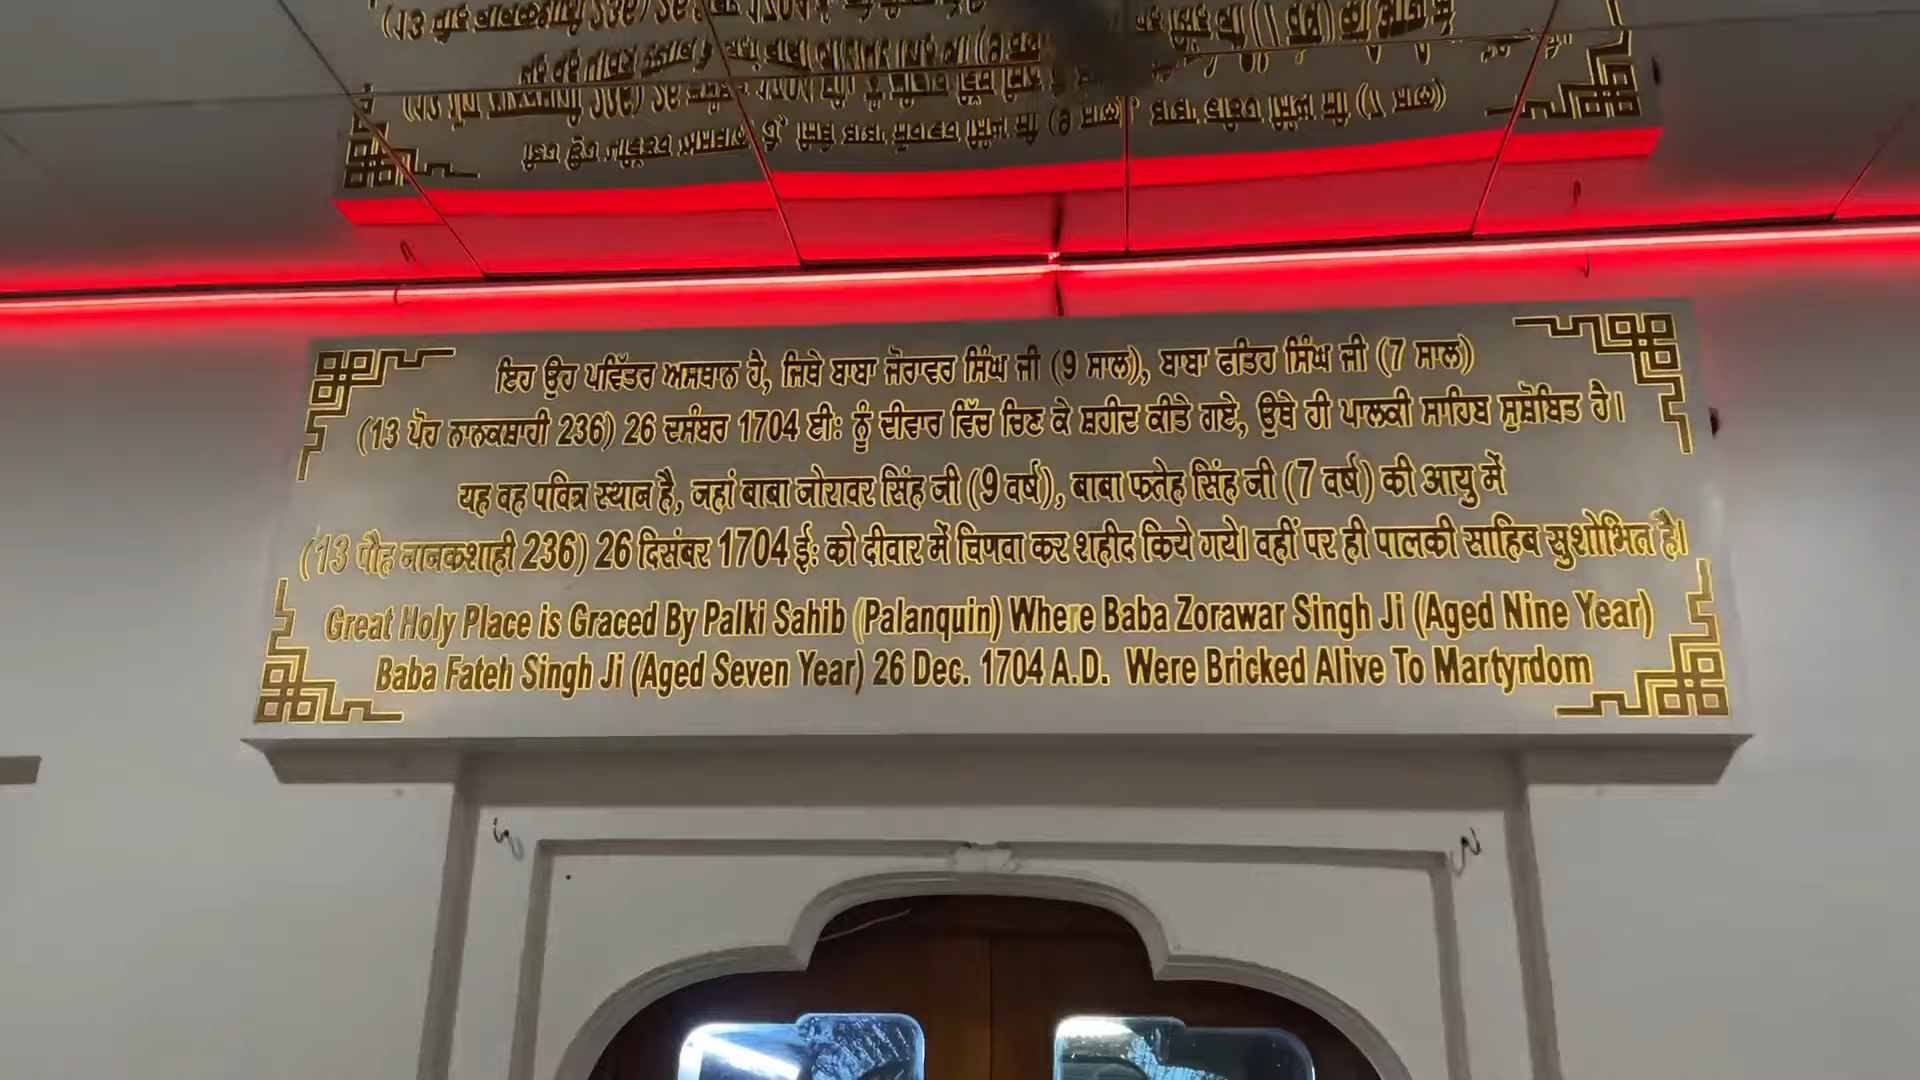 ਇਹ ਉਹ ਪਵਿੱਤਰ ਅਸਥਾਨ ਹੈ, ਜਿਥੇ ਬਾਬਾ ਜੋਰਾਵਰ ਸਿੰਘ ਜੀ (9 ਸਾਲ), ਬਾਬਾ ਫਤਿਹ ਸਿੰਘ ਜੀ (7 ਸਾਲ)
(13 ਪੋਹ ਨਾਨਕਸ਼ਾਹੀ 236) 26 ਦਸੰਬਰ 1704 ਈਃ ਨੂੰ ਦੀਵਾਰ ਵਿੱਚ ਚਿਣ ਕੇ ਸ਼ਹੀਦ ਕੀਤੇ ਗਏ, ਉਥੇ ਹੀ ਪਾਲਕੀ ਸਾਹਿਬ ਸੁਸ਼ੋਬਿਤ ਹੈ।
यह वह पवित्र स्थान है, जहां बाबा जोरावर सिंह जी (9 वर्ष), बाबा फतेह सिंह जी (7 वर्ष) की आयु में
(13 पौह नानकशाही 236) 26 दिसंबर 1704 ईः को दीवार में चिणवा कर शहीद किये गये। वहीं पर ही पालकी साहिब सुशोभित है।
Great Holy Place is Graced By Palki Sahib (Palanquin) Where Baba Zorawar Singh Ji (Aged Nine Year)
Baba Fateh Singh Ji (Aged Seven Year) 26 Dec. 1704 A.D. Were Bricked Alive To Martyrdom